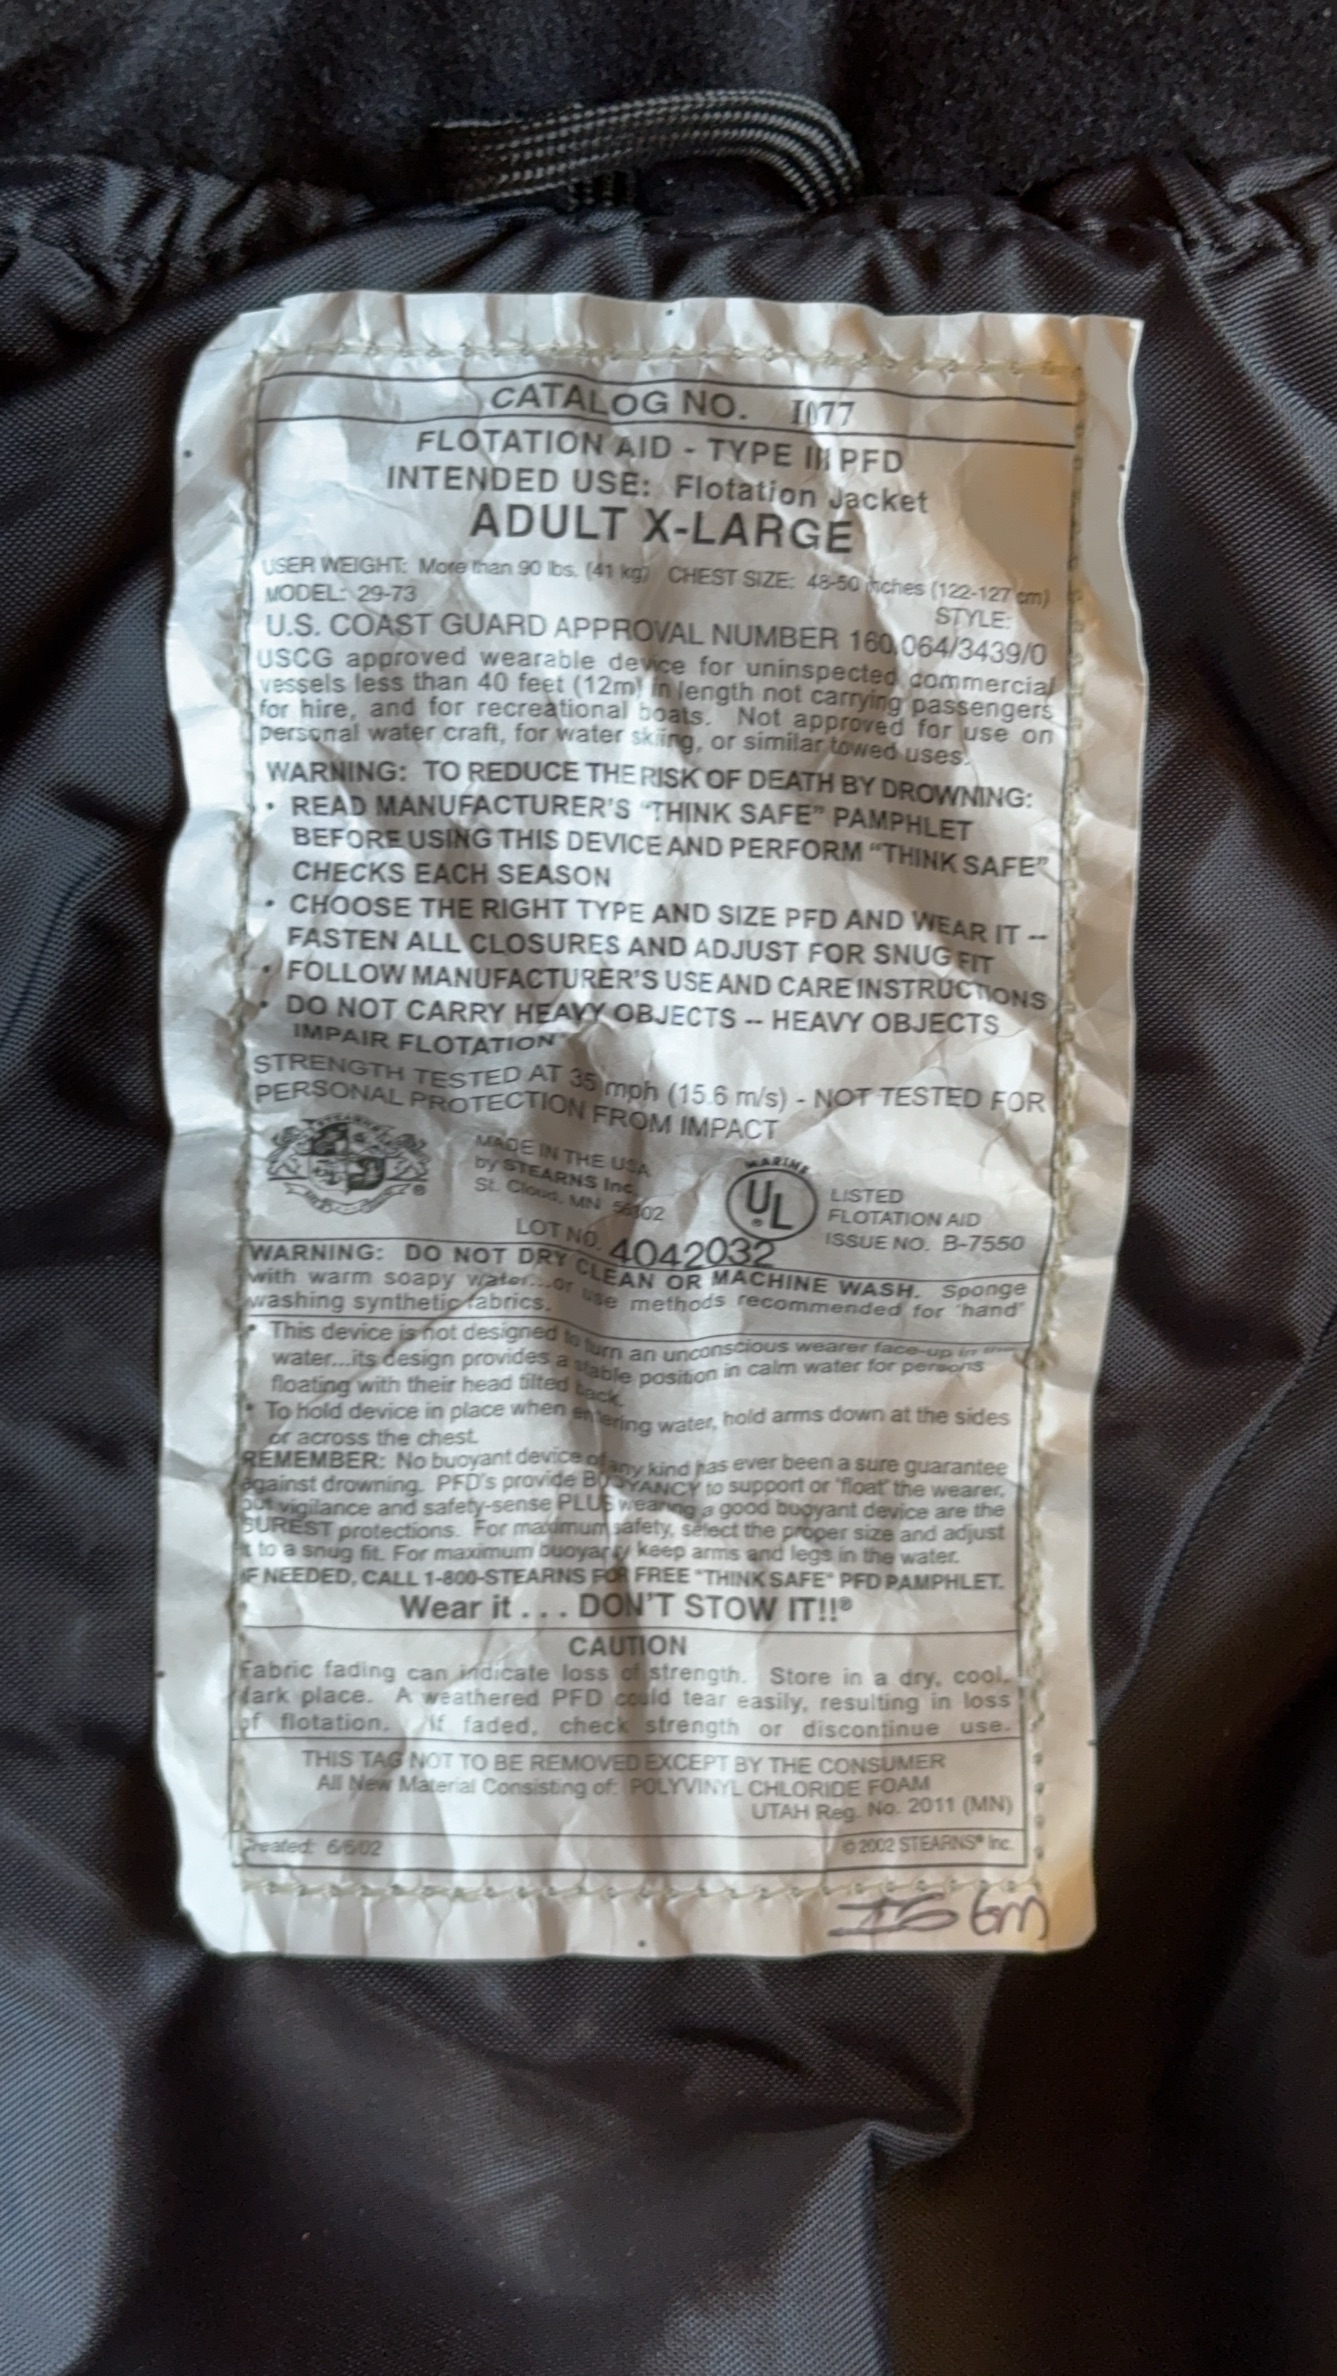 CATALOG NO. I077
FLOTATION AID - TYPE III PFD
INTENDED USE: Flotation Jacket
ADULT X-LARGE
USER WEIGHT: More than 90 lbs. (41 kg) CHEST SIZE: 48-50 inches (122-127 cm)
MODEL: 29-73 STYLE:
U.S. COAST GUARD APPROVAL NUMBER 160.064/3439/0
USCG approved wearable device for uninspected commercial
vessels less than 40 feet (12m) in length not carrying passengers
for hire, and for recreational boats. Not approved for use on
personal water craft, for water skiing, or similar towed uses.
WARNING: TO REDUCE THE RISK OF DEATH BY DROWNING:
• READ MANUFACTURER'S "THINK SAFE" PAMPHLET
BEFORE USING THIS DEVICE AND PERFORM "THINK SAFE"
CHECKS EACH SEASON
• CHOOSE THE RIGHT TYPE AND SIZE PFD AND WEAR IT --
FASTEN ALL CLOSURES AND ADJUST FOR SNUG FIT
• FOLLOW MANUFACTURER'S USE AND CARE INSTRUCTIONS
• DO NOT CARRY HEAVY OBJECTS -- HEAVY OBJECTS
IMPAIR FLOTATION
STRENGTH TESTED AT 35 mph (15.6 m/s) - NOT TESTED FOR
PERSONAL PROTECTION FROM IMPACT
MADE IN THE USA
by STEARNS Inc.
St. Cloud, MN
MARINE
UL ®
LISTED
FLOTATION AID
ISSUE NO. B-7550
LOT NO. 4042032
WARNING: DO NOT DRY CLEAN OR MACHINE WASH. Sponge
with warm soapy water...or use methods recommended for "hand"
washing synthetic fabrics.
• This device is not designed to turn an unconscious wearer face-up in the
water...its design provides a stable position in calm water for persons
floating with their head tilted back.
• To hold device in place when entering water, hold arms down at the sides
or across the chest.
REMEMBER: No buoyant device of any kind has ever been a sure guarantee
against drowning. PFD's provide BUOYANCY to support or "float" the wearer,
but vigilance and safety-sense PLUS wearing a good buoyant device are the
SUREST protections. For maximum safety, select the proper size and adjust
it to a snug fit. For maximum buoyancy keep arms and legs in the water.
IF NEEDED, CALL 1-800-STEARNS FOR FREE "THINK SAFE" PFD PAMPHLET.
Wear it . . . DON'T STOW IT!!®
CAUTION
Fabric fading can indicate loss of strength. Store in a dry, cool,
dark place. A weathered PFD could tear easily, resulting in loss
of flotation. If faded, check strength or discontinue use.
THIS TAG NOT TO BE REMOVED EXCEPT BY THE CONSUMER
All New Material Consisting of: POLYVINYL CHLORIDE FOAM
UTAH Reg. No. 2011 (MN)
Created: 6/6/02 © 2002 STEARNS® Inc.